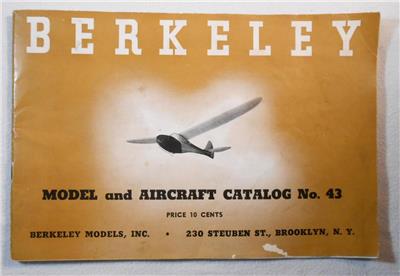 BERKELEY
MODEL and AIRCRAFT CATALOG No. 43
PRICE 10 CENTS
BERKELEY MODELS, INC. • 230 STEUBEN ST., BROOKLYN, N. Y.